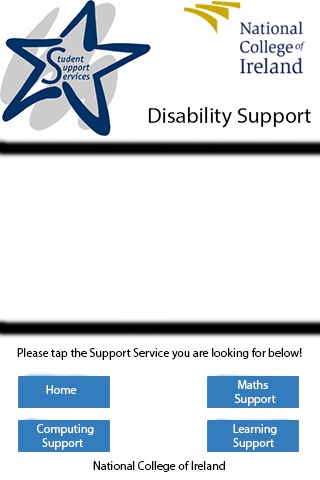 Student
Support
Services
National
College of
Ireland
Disability Support
Please tap the Support Service you are looking for below!
Home
Maths
Support
Computing
Support
Learning
Support
National College of Ireland